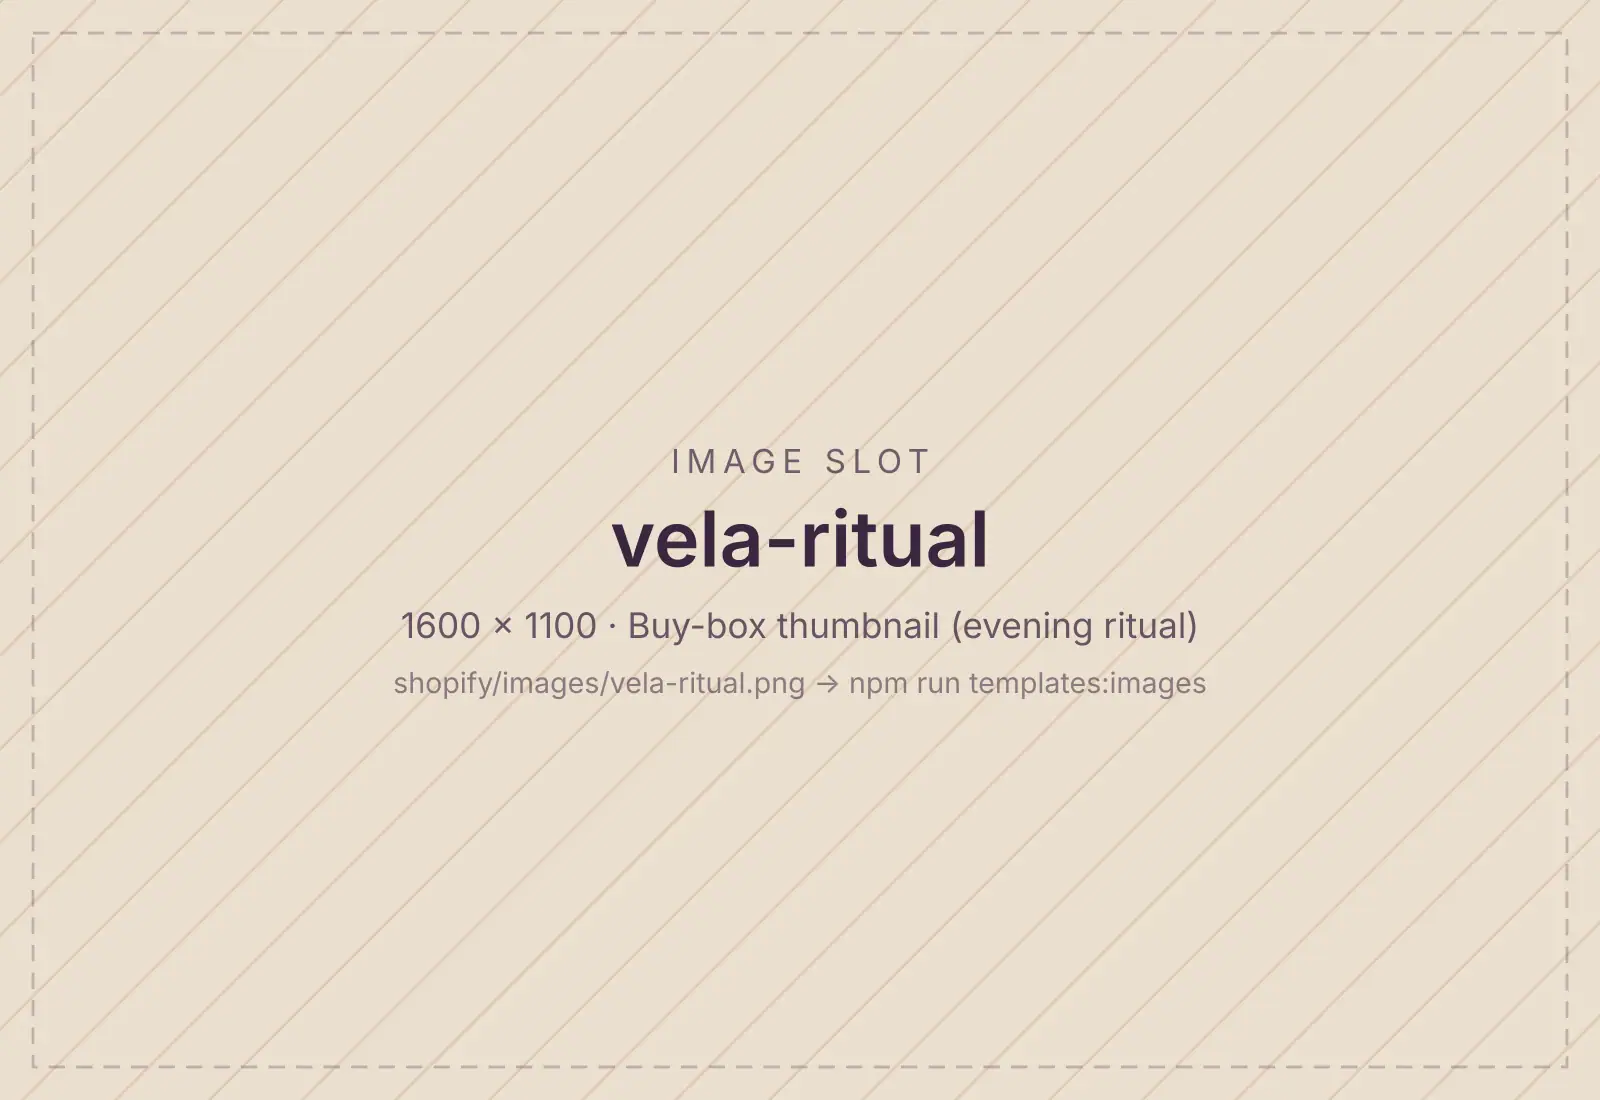 IMAGE SLOT
vela-ritual
1600 × 1100 · Buy-box thumbnail (evening ritual)
shopify/images/vela-ritual.png → npm run templates:images